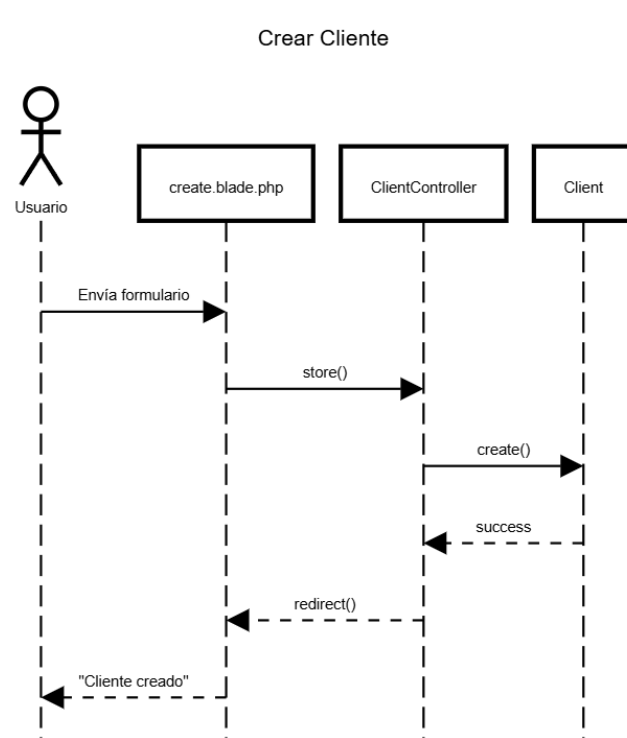 Crear Cliente
Usuario
create.blade.php
ClientController
Client
Envía formulario
store()
create()
success
redirect()
"Cliente creado"